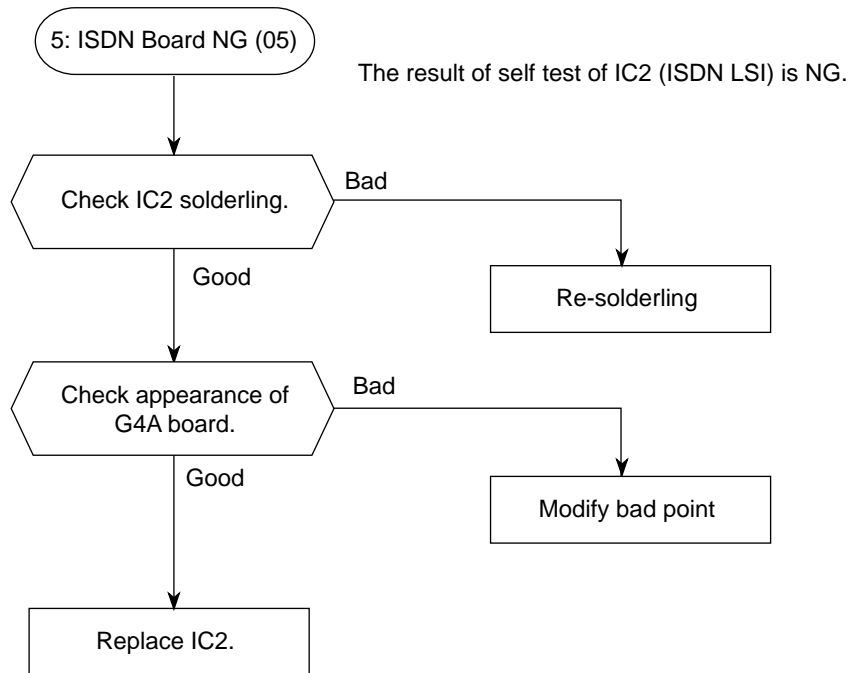 5: ISDN Board NG (05)
The result of self test of IC2 (ISDN LSI) is NG.
Check IC2 solderling.
Bad
Good
Re-solderling
Check appearance of
G4A board.
Bad
Good
Modify bad point
Replace IC2.